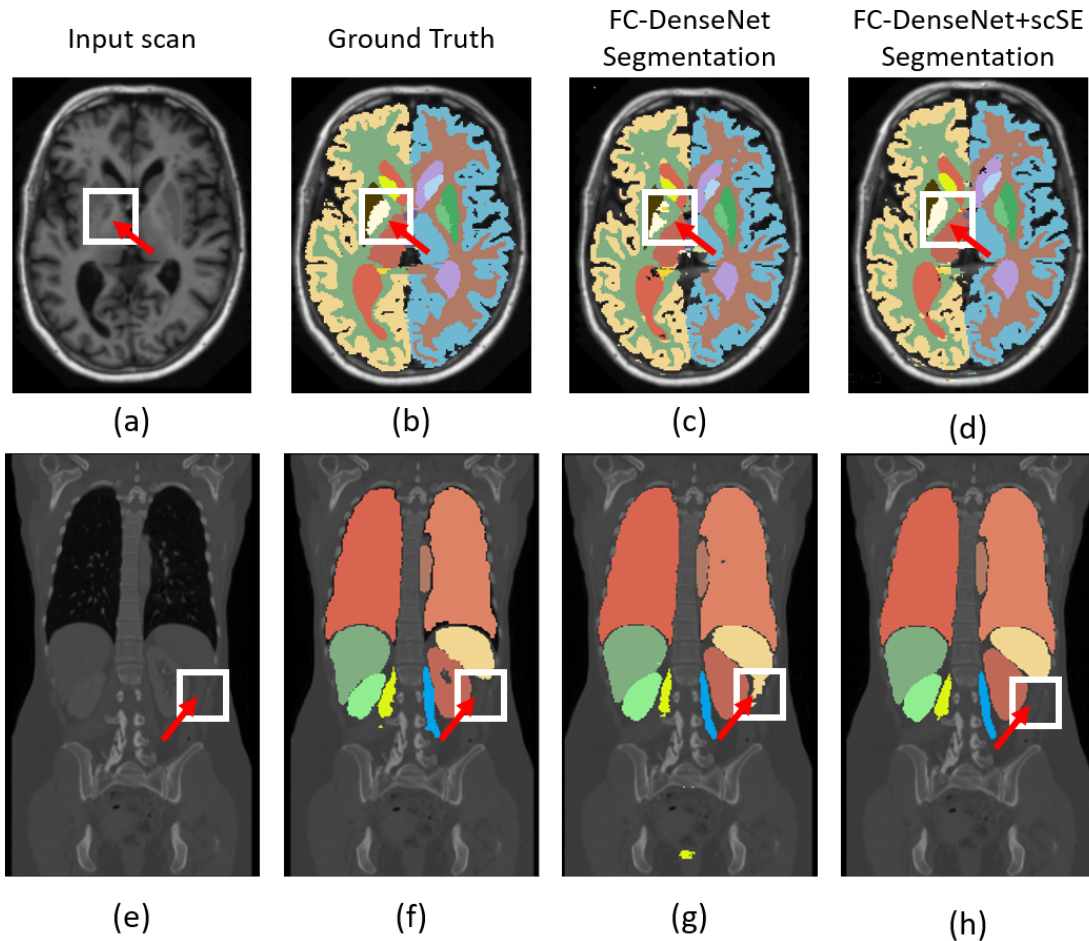 Input scan
Ground Truth
FC-DenseNet
Segmentation
FC-DenseNet+scSE
Segmentation
(a)
(b)
(c)
(d)
(e)
(f)
(g)
(h)